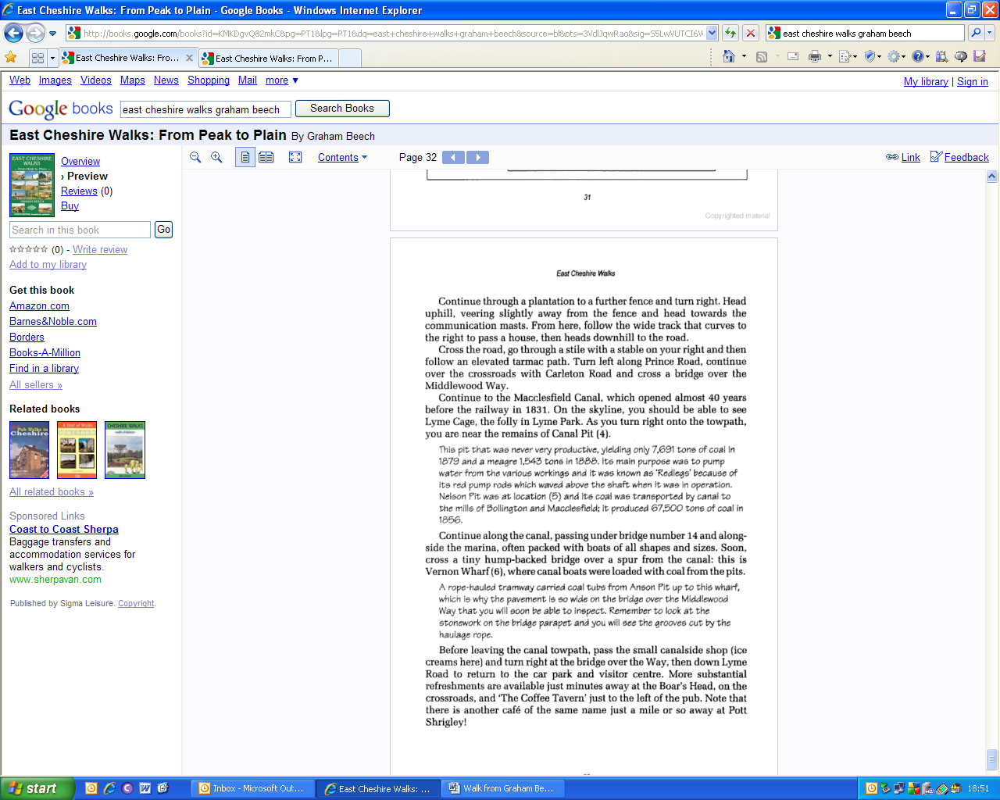 East Cheshire Walks: From Peak to Plain - Google Books - Windows Internet Explorer
http://books.google.com/books?id=KMKDgvQ82mkC&pg=PT1&lpg=PT1&dq=east+cheshire+walks+graham+beech&source=bl&ots=3VdlJqwRao&sig=S5LwVUTCI6V
east cheshire walks graham beech
East Cheshire Walks: Fro...
East Cheshire Walks: From P...
Web Images Videos Maps News Shopping Mail more ▼
My library | Sign in
Google books
east cheshire walks graham beech
Search Books
East Cheshire Walks: From Peak to Plain By Graham Beech
EAST CHESHIRE
WALKS
From Peak to Plain
GRAHAM BEECH
Overview
› Preview
Reviews (0)
Buy
Search in this book
Go
(0) - Write review
Add to my library
Get this book
Amazon.com
Barnes&Noble.com
Borders
Books-A-Million
Find in a library
All sellers »
Related books
Pub Walks in
Cheshire
A Year of Walks
CHESHIRE WALKS
All related books »
Sponsored Links
Coast to Coast Sherpa
Baggage transfers and
accommodation services for
walkers and cyclists.
www.sherpavan.com
Published by Sigma Leisure. Copyright.
Contents
Page 32
Link
Feedback
31
Copyrighted material
East Cheshire Walks
Continue through a plantation to a further fence and turn right. Head
uphill, veering slightly away from the fence and head towards the
communication masts. From here, follow the wide track that curves to
the right to pass a house, then heads downhill to the road.
Cross the road, go through a stile with a stable on your right and then
follow an elevated tarmac path. Turn left along Prince Road, continue
over the crossroads with Carleton Road and cross a bridge over the
Middlewood Way.
Continue to the Macclesfield Canal, which opened almost 40 years
before the railway in 1831. On the skyline, you should be able to see
Lyme Cage, the folly in Lyme Park. As you turn right onto the towpath,
you are near the remains of Canal Pit (4).
This pit that was never very productive, yielding only 7,691 tons of coal in
1879 and a meagre 1,543 tons in 1888. Its main purpose was to pump
water from the various workings and it was known as 'Redlegs' because of
its red pump rods which waved above the shaft when it was in operation.
Nelson Pit was at location (5) and its coal was transported by canal to
the mills of Bollington and Macclesfield; it produced 67,500 tons of coal in
1856.
Continue along the canal, passing under bridge number 14 and along-
side the marina, often packed with boats of all shapes and sizes. Soon,
cross a tiny hump-backed bridge over a spur from the canal: this is
Vernon Wharf (6), where canal boats were loaded with coal from the pits.
A rope-hauled tramway carried coal tubs from Anson Pit up to this wharf,
which is why the pavement is so wide on the bridge over the Middlewood
Way that you will soon be able to inspect. Remember to look at the
stonework on the bridge parapet and you will see the grooves cut by the
haulage rope.
Before leaving the canal towpath, pass the small canalside shop (ice
creams here) and turn right at the bridge over the Way, then down Lyme
Road to return to the car park and visitor centre. More substantial
refreshments are available just minutes away at the Boar's Head, on the
crossroads, and 'The Coffee Tavern' just to the left of the pub. Note that
there is another café of the same name just a mile or so away at Pott
Shrigley!
start
Inbox - Microsoft Out...
East Cheshire Walks: ...
Walk from Graham Be...
18:51